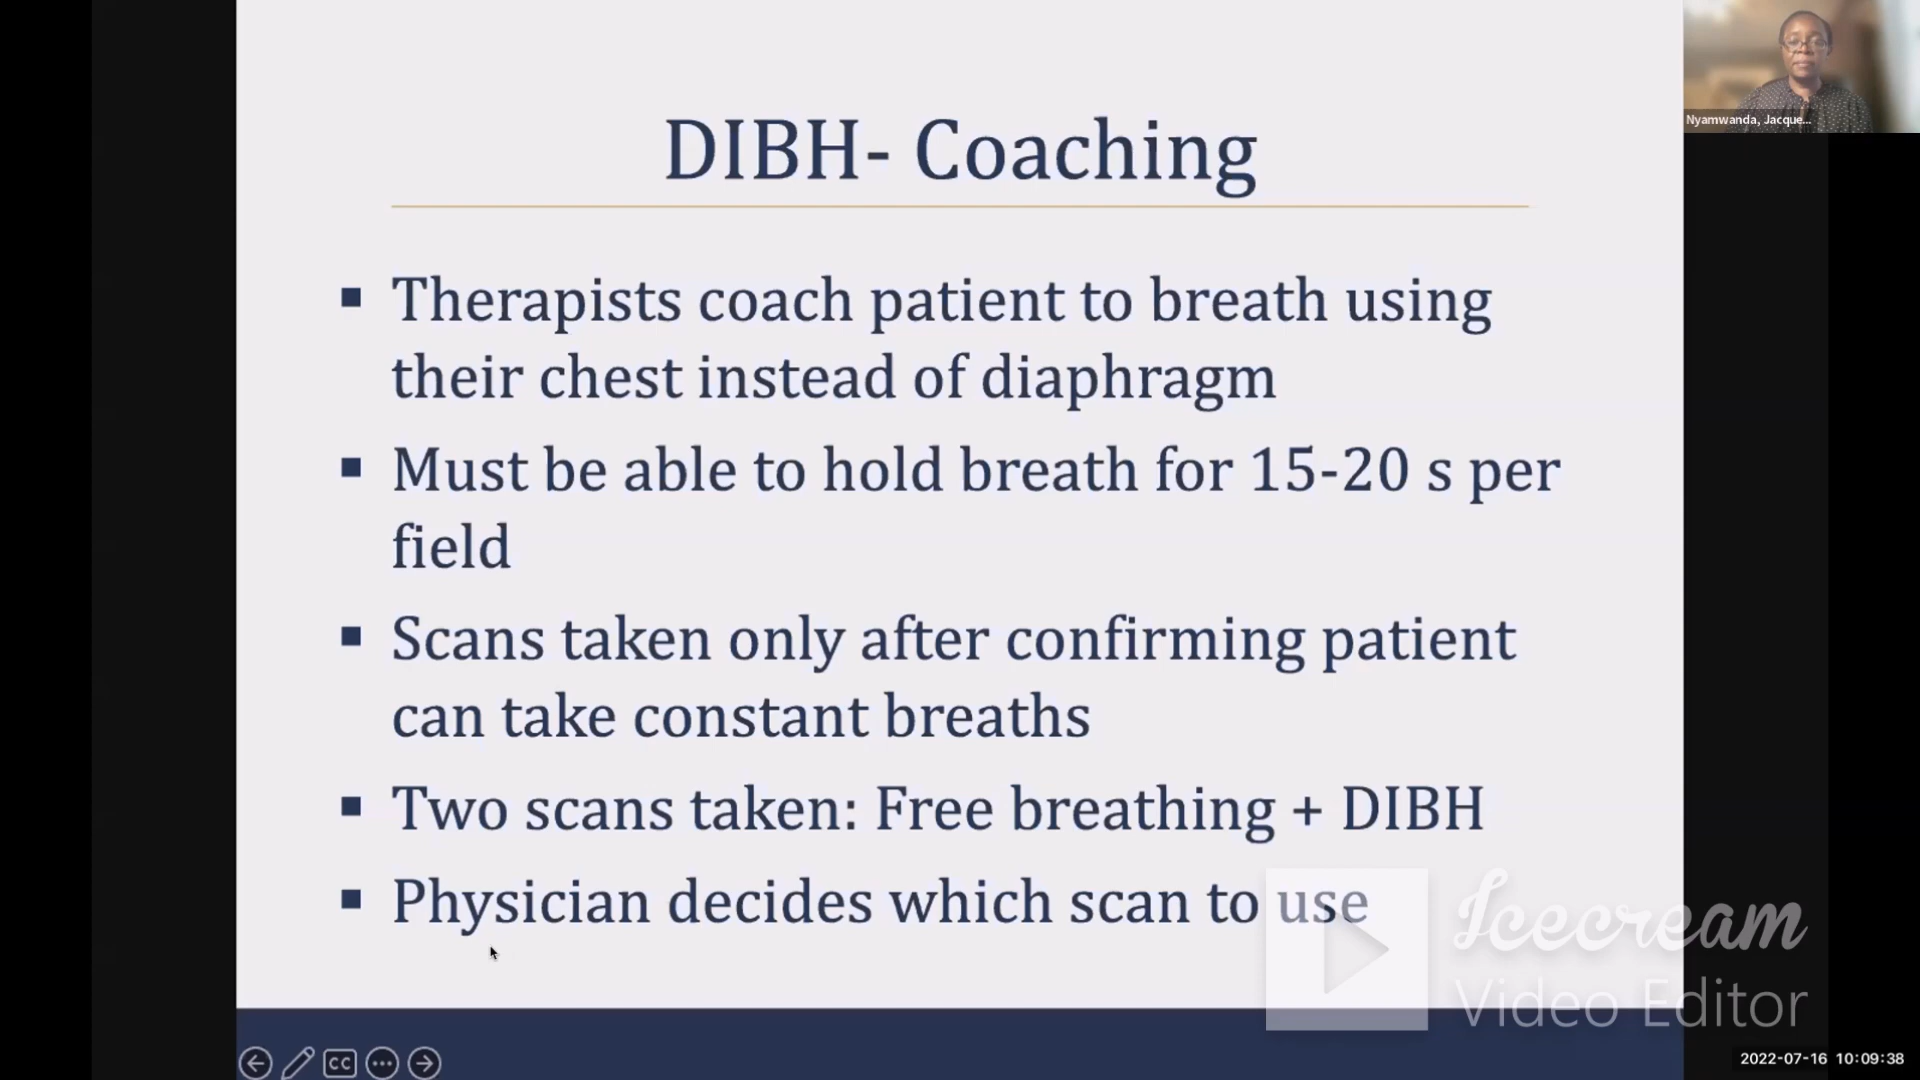 DIBH- Coaching
Nyamwanda, Jacque...
▪ Therapists coach patient to breath using
their chest instead of diaphragm
▪ Must be able to hold breath for 15-20 s per
field
▪ Scans taken only after confirming patient
can take constant breaths
▪ Two scans taken: Free breathing + DIBH
▪ Physician decides which scan to use
Icecream
Video Editor
CC
2022-07-16 10:09:38